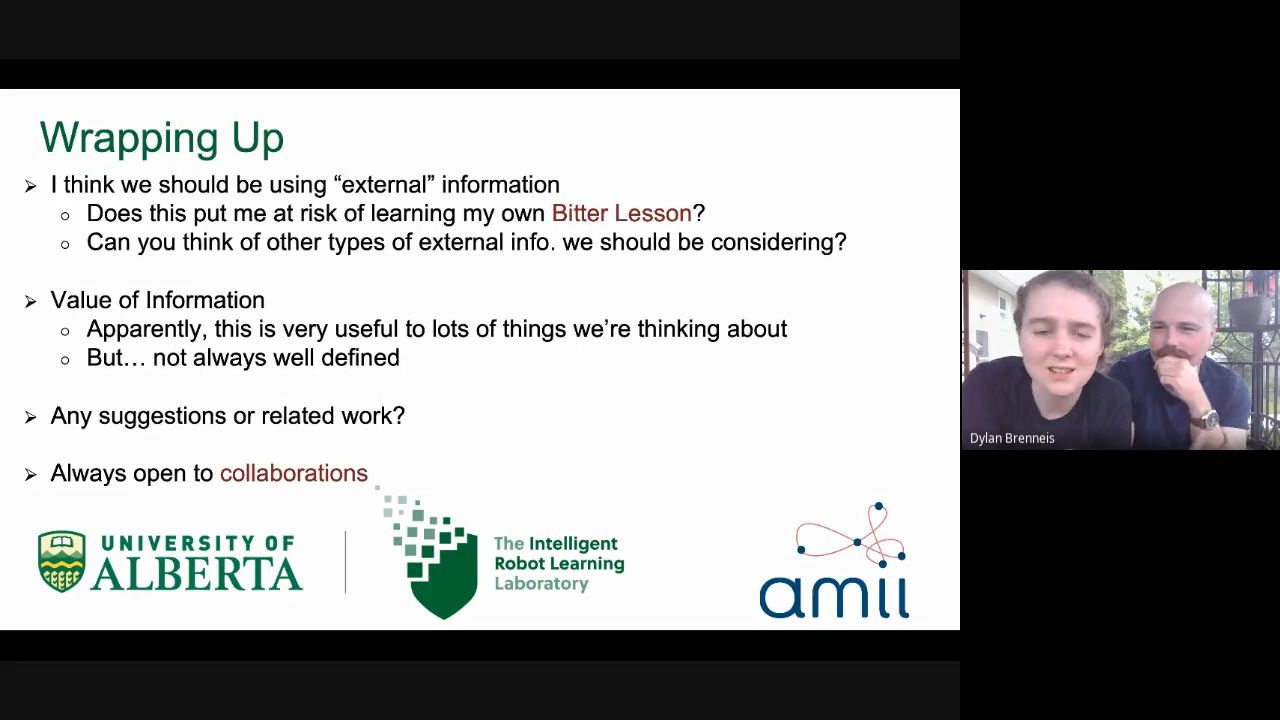 Wrapping Up
➢ I think we should be using “external” information
○ Does this put me at risk of learning my own Bitter Lesson?
○ Can you think of other types of external info. we should be considering?
➢ Value of Information
○ Apparently, this is very useful to lots of things we’re thinking about
○ But… not always well defined
➢ Any suggestions or related work?
➢ Always open to collaborations
UNIVERSITY OF
ALBERTA
The Intelligent
Robot Learning
Laboratory
amii
Dylan Brenneis